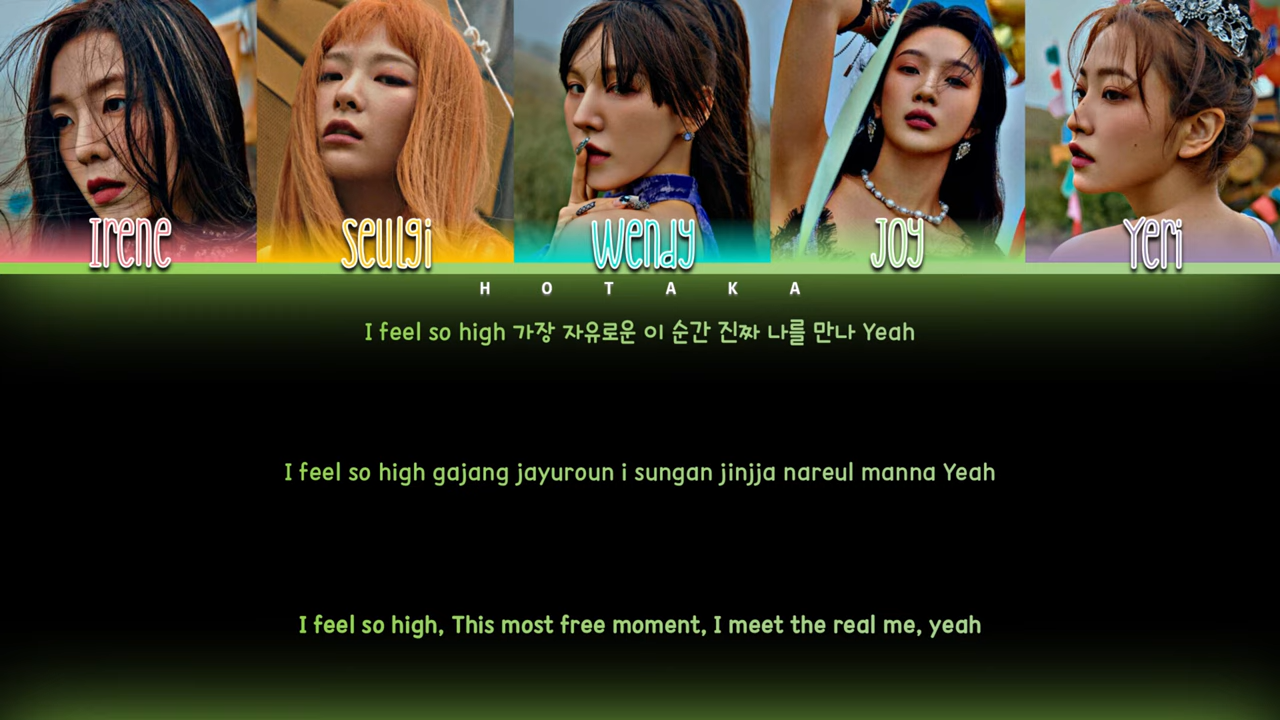 Irene
Seulgi
Wendy
JOY
Yeri
HOTAKA
I feel so high 가장 자유로운 이 순간 진짜 나를 만나 Yeah
I feel so high gajang jayuroun i sungan jinjja nareul manna Yeah
I feel so high, This most free moment, I meet the real me, yeah